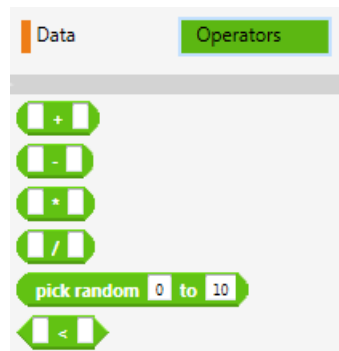 Data Operators
+
-
*
/
pick random 0 to 10
<